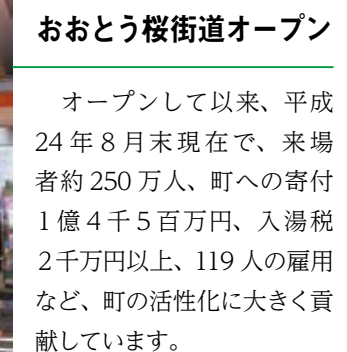 おおとう桜街道オープン
　オープンして以来、平成
24年8月末現在で、来場
者約250万人、町への寄付
1億4千5百万円、入湯税
2千万円以上、119人の雇用
など、町の活性化に大きく貢
献しています。